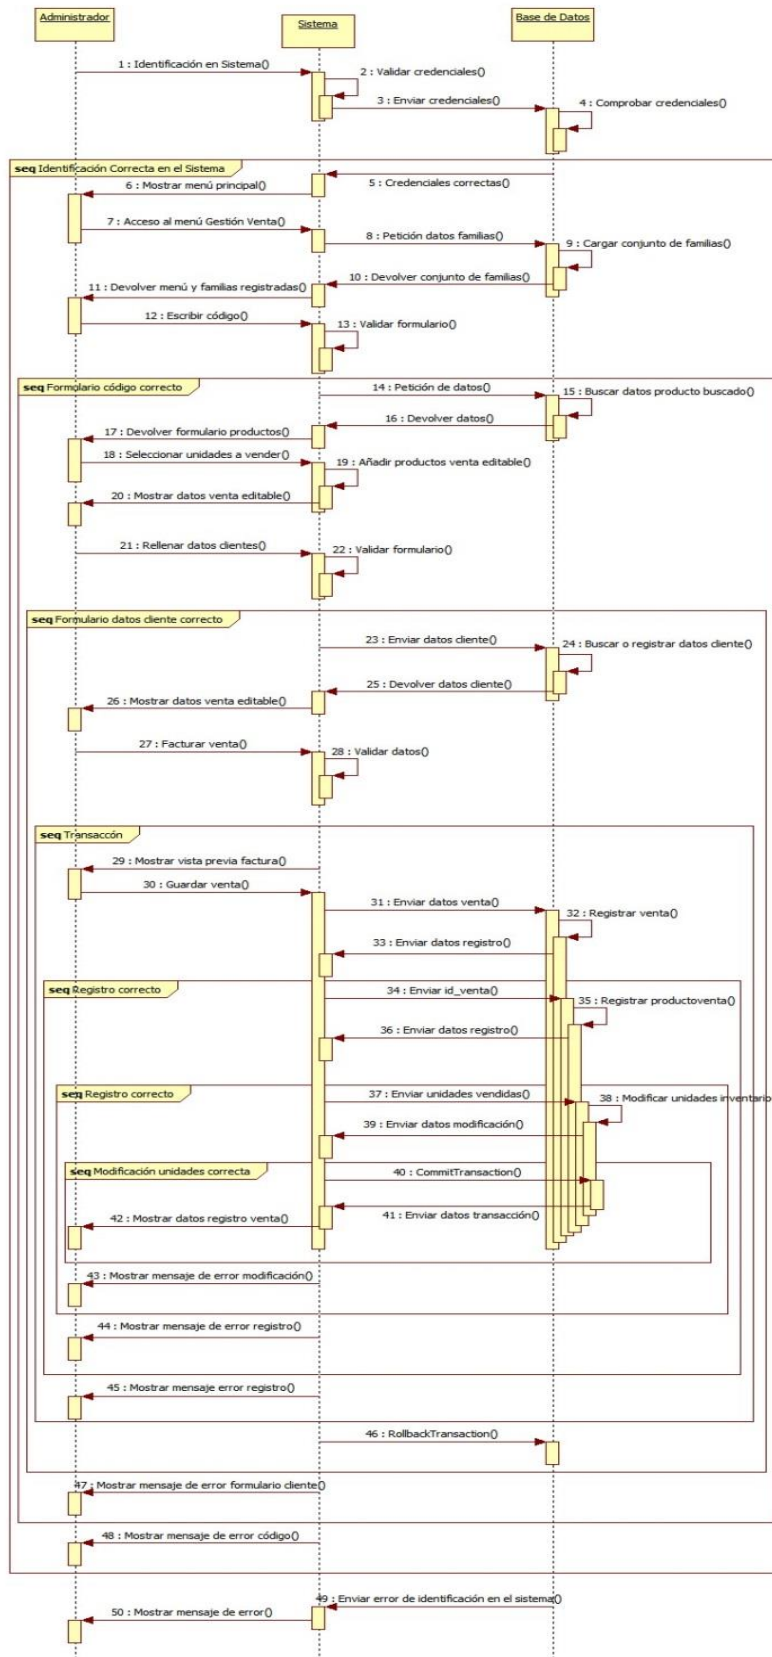 Administrador
Sistema
Base de Datos
1 : Identificación en Sistema()
2 : Validar credenciales()
3 : Enviar credenciales()
4 : Comprobar credenciales()
seq Identificación Correcta en el Sistema
5 : Credenciales correctas()
6 : Mostrar menú principal()
7 : Acceso al menú Gestión Venta()
8 : Petición datos familias()
9 : Cargar conjunto de familias()
10 : Devolver conjunto de familias()
11 : Devolver menú y familias registradas()
12 : Escribir código()
13 : Validar formulario()
seq Formulario código correcto
14 : Petición de datos()
15 : Buscar datos producto buscado()
16 : Devolver datos()
17 : Devolver formulario productos()
18 : Seleccionar unidades a vender()
19 : Añadir productos venta editable()
20 : Mostrar datos venta editable()
21 : Rellenar datos clientes()
22 : Validar formulario()
seq Formulario datos cliente correcto
23 : Enviar datos cliente()
24 : Buscar o registrar datos cliente()
25 : Devolver datos cliente()
26 : Mostrar datos venta editable()
27 : Facturar venta()
28 : Validar datos()
seq Transaccón
29 : Mostrar vista previa factura()
30 : Guardar venta()
31 : Enviar datos venta()
32 : Registrar venta()
33 : Enviar datos registro()
seq Registro correcto
34 : Enviar id_venta()
35 : Registrar productoventa()
36 : Enviar datos registro()
seq Registro correcto
37 : Enviar unidades vendidas()
38 : Modificar unidades inventario
39 : Enviar datos modificación()
seq Modificación unidades correcta
40 : CommitTransaction()
41 : Enviar datos transacción()
42 : Mostrar datos registro venta()
43 : Mostrar mensaje de error modificación()
44 : Mostrar mensaje de error registro()
45 : Mostrar mensaje error registro()
46 : RollbackTransaction()
47 : Mostrar mensaje de error formulario cliente()
48 : Mostrar mensaje de error código()
49 : Enviar error de identificación en el sistema()
50 : Mostrar mensaje de error()